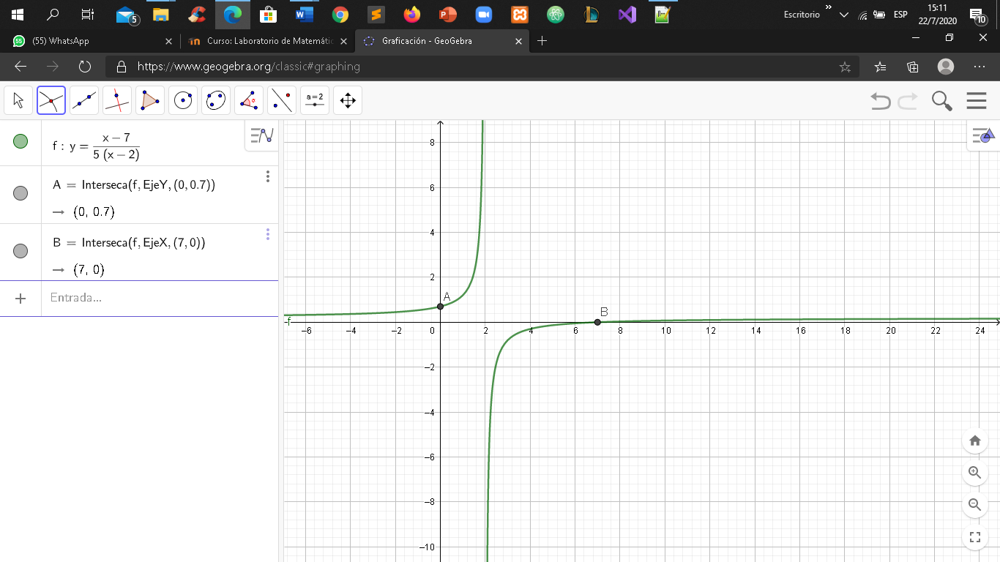 5
Escritorio
»
ESP
15:11
22/7/2020
10
(55) WhatsApp
Curso: Laboratorio de Matemátic
Graficación - GeoGebra
https://www.geogebra.org/classic#graphing
a=2
f : y = (x − 7) / (5 (x − 2))
A = Interseca(f, EjeY, (0, 0.7))
→ (0, 0.7)
B = Interseca(f, EjeX, (7, 0))
→ (7, 0)
+ Entrada...
8
6
4
2
A
B
f
−6 −4 −2 0 2 4 6 8 10 12 14 16 18 20 22 24
−2
−4
−6
−8
−10